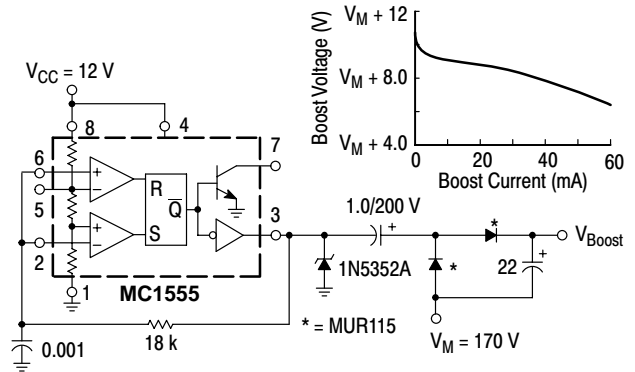 V_CC = 12 V
8
4
6
5
2
1
7
3
+
−
+
−
R
Q̅
S
MC1555
0.001
18 k
1N5352A
1.0/200 V
+
*
*
22
+
V_Boost
* = MUR115
V_M = 170 V
Boost Voltage (V)
V_M + 12
V_M + 8.0
V_M + 4.0
0
20
40
60
Boost Current (mA)